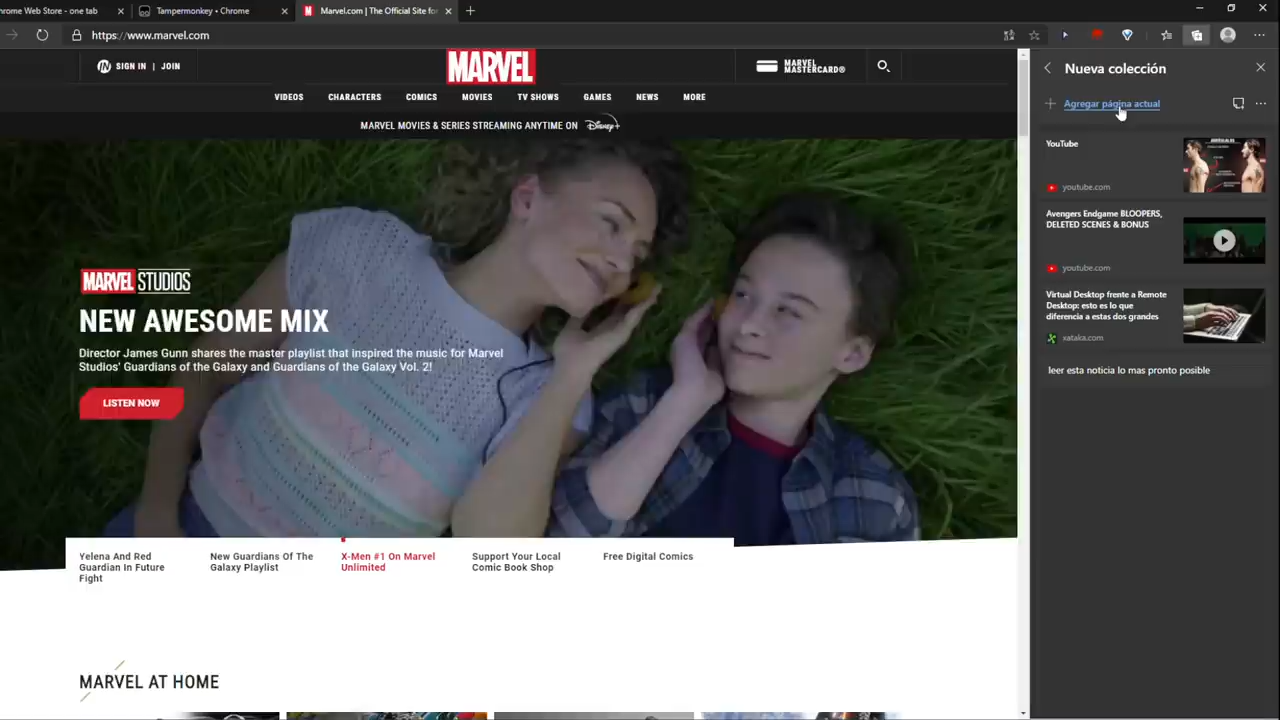 hrome Web Store - one tab
Tampermonkey • Chrome
Marvel.com | The Official Site for
https://www.marvel.com
SIGN IN | JOIN
MARVEL
MARVEL MASTERCARD®
VIDEOS CHARACTERS COMICS MOVIES TV SHOWS GAMES NEWS MORE
MARVEL MOVIES & SERIES STREAMING ANYTIME ON Disney+
MARVEL STUDIOS
NEW AWESOME MIX
Director James Gunn shares the master playlist that inspired the music for Marvel
Studios' Guardians of the Galaxy and Guardians of the Galaxy Vol. 2!
LISTEN NOW
Yelena And Red
Guardian In Future
Fight
New Guardians Of The
Galaxy Playlist
X-Men #1 On Marvel
Unlimited
Support Your Local
Comic Book Shop
Free Digital Comics
MARVEL AT HOME
Nueva colección
Agregar página actual
YouTube
youtube.com
Avengers Endgame BLOOPERS,
DELETED SCENES & BONUS
youtube.com
Virtual Desktop frente a Remote
Desktop: esto es lo que
diferencia a estas dos grandes
xataka.com
leer esta noticia lo mas pronto posible